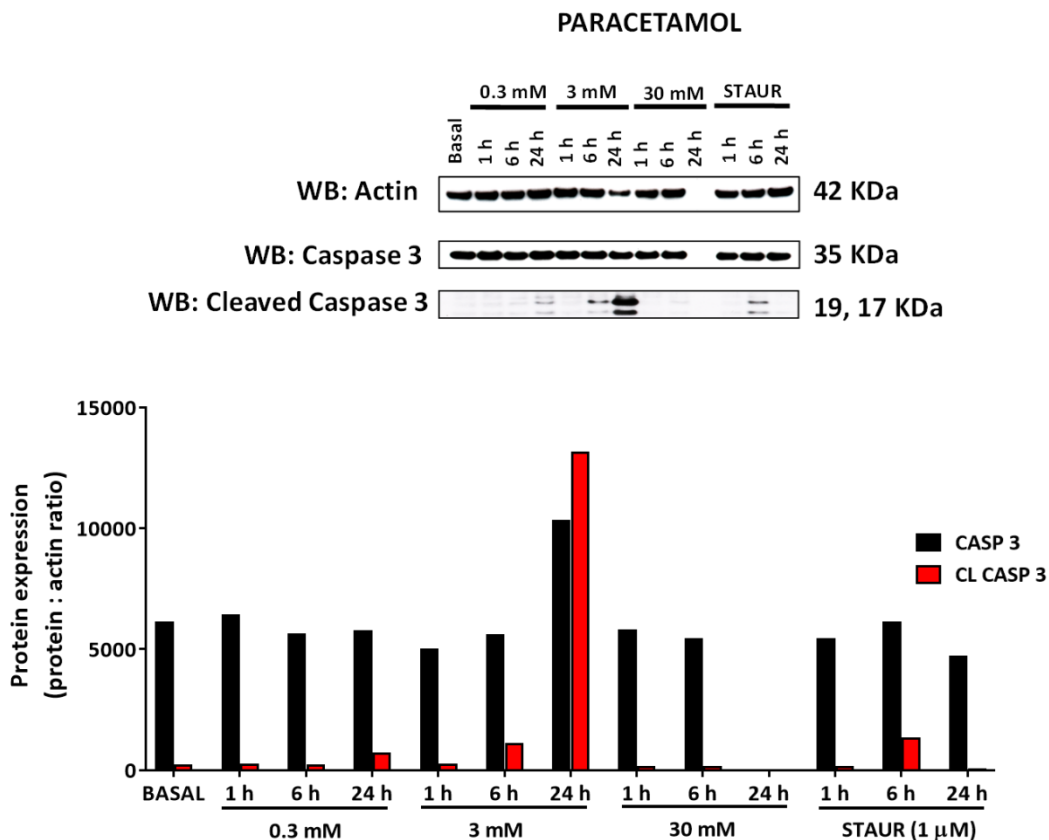 PARACETAMOL
0.3 mM 3 mM 30 mM STAUR
Basal 1 h 6 h 24 h 1 h 6 h 24 h 1 h 6 h 24 h 1 h 6 h 24 h
WB: Actin 42 KDa
WB: Caspase 3 35 KDa
WB: Cleaved Caspase 3 19, 17 KDa
Protein expression
(protein : actin ratio)
15000
10000
5000
0
CASP 3
CL CASP 3
BASAL 1 h 6 h 24 h 1 h 6 h 24 h 1 h 6 h 24 h 1 h 6 h 24 h
0.3 mM 3 mM 30 mM STAUR (1 μM)